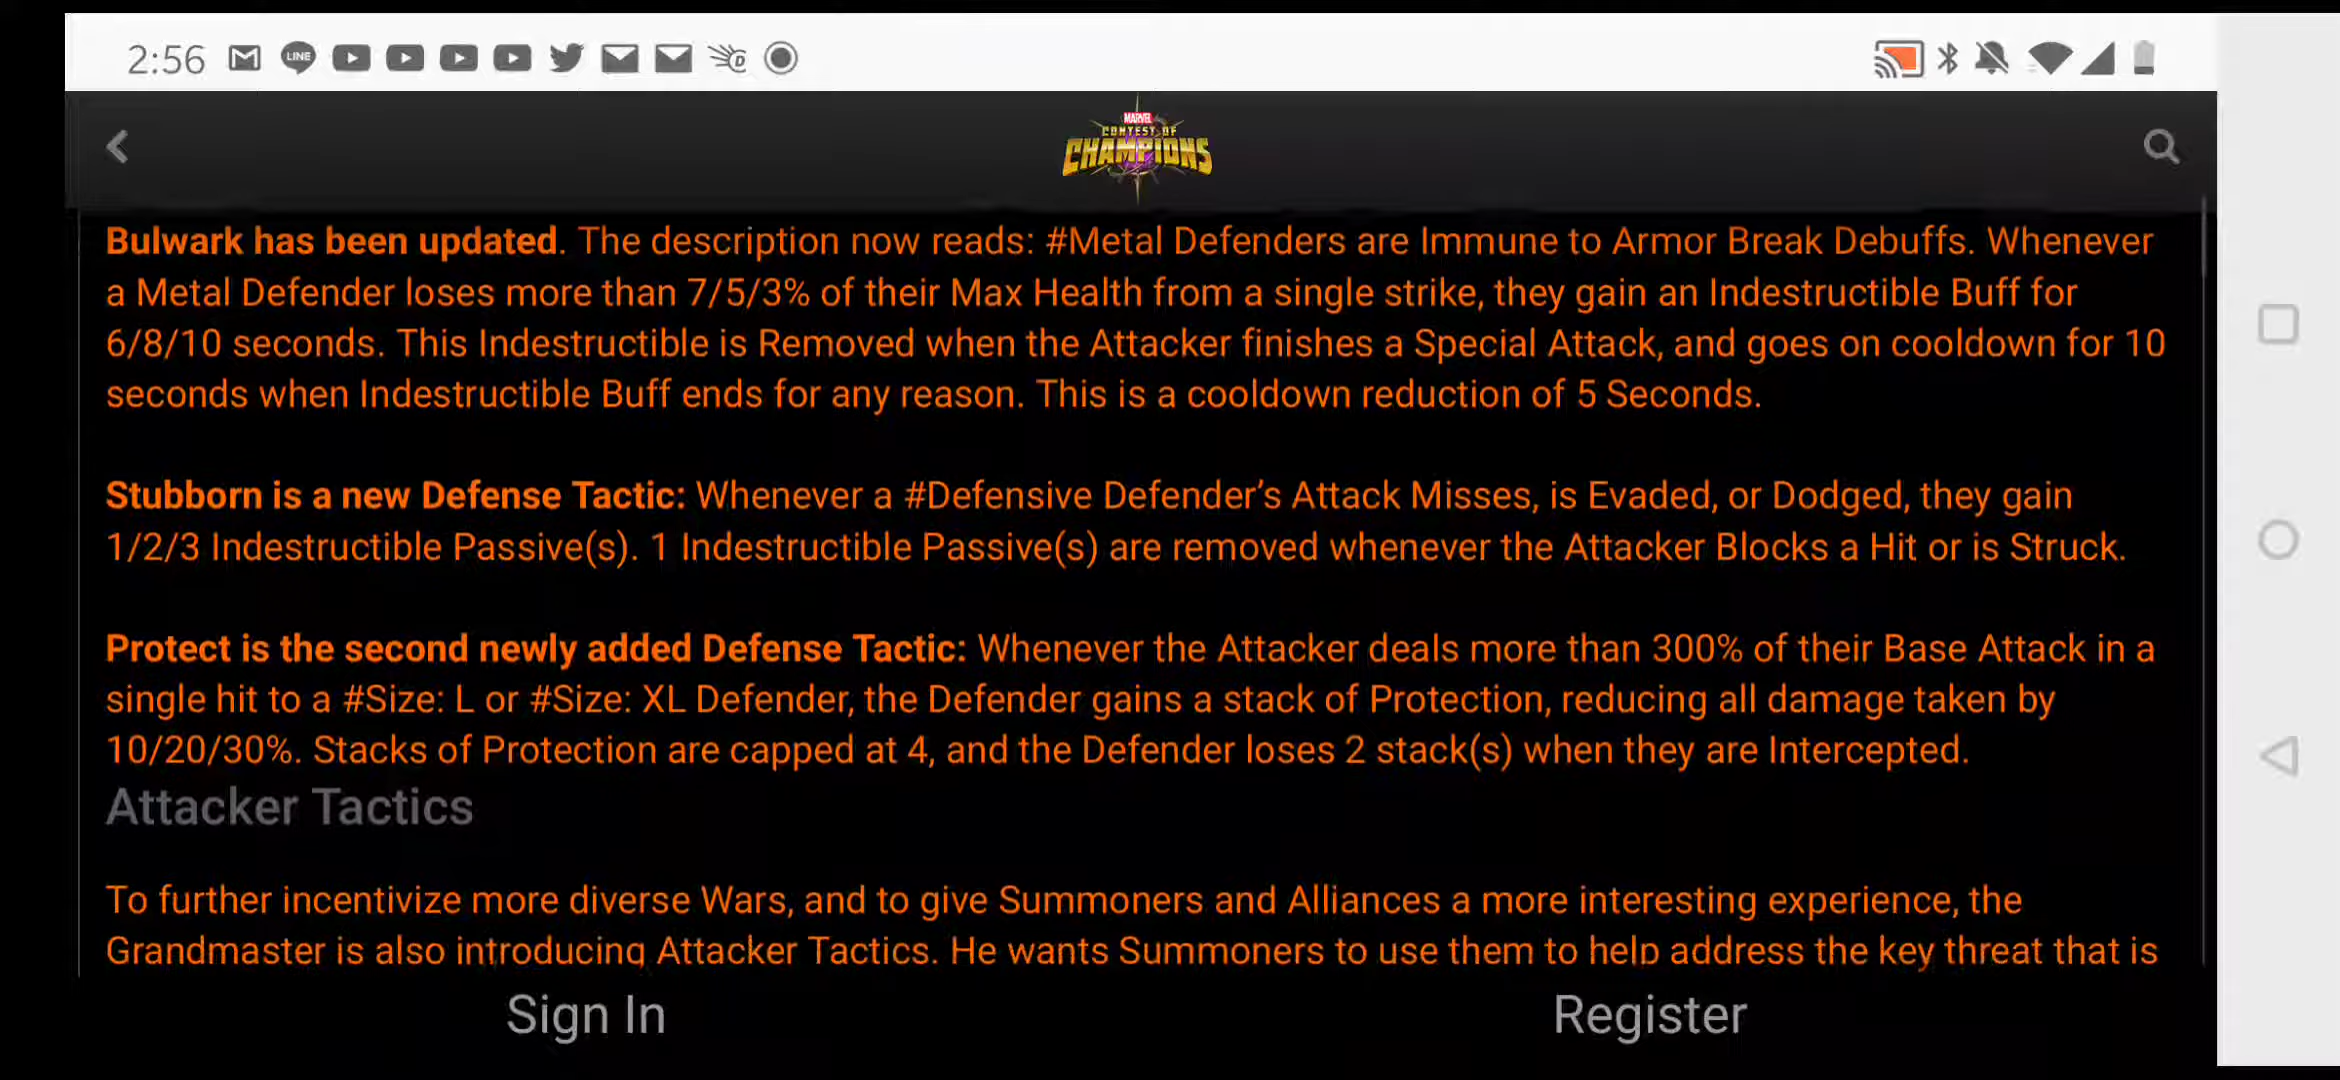 2:56
LINE
D
MARVEL
CONTEST OF
CHAMPIONS
Bulwark has been updated. The description now reads: #Metal Defenders are Immune to Armor Break Debuffs. Whenever
a Metal Defender loses more than 7/5/3% of their Max Health from a single strike, they gain an Indestructible Buff for
6/8/10 seconds. This Indestructible is Removed when the Attacker finishes a Special Attack, and goes on cooldown for 10
seconds when Indestructible Buff ends for any reason. This is a cooldown reduction of 5 Seconds.
Stubborn is a new Defense Tactic: Whenever a #Defensive Defender’s Attack Misses, is Evaded, or Dodged, they gain
1/2/3 Indestructible Passive(s). 1 Indestructible Passive(s) are removed whenever the Attacker Blocks a Hit or is Struck.
Protect is the second newly added Defense Tactic: Whenever the Attacker deals more than 300% of their Base Attack in a
single hit to a #Size: L or #Size: XL Defender, the Defender gains a stack of Protection, reducing all damage taken by
10/20/30%. Stacks of Protection are capped at 4, and the Defender loses 2 stack(s) when they are Intercepted.
Attacker Tactics
To further incentivize more diverse Wars, and to give Summoners and Alliances a more interesting experience, the
Grandmaster is also introducing Attacker Tactics. He wants Summoners to use them to help address the key threat that is
Sign In
Register